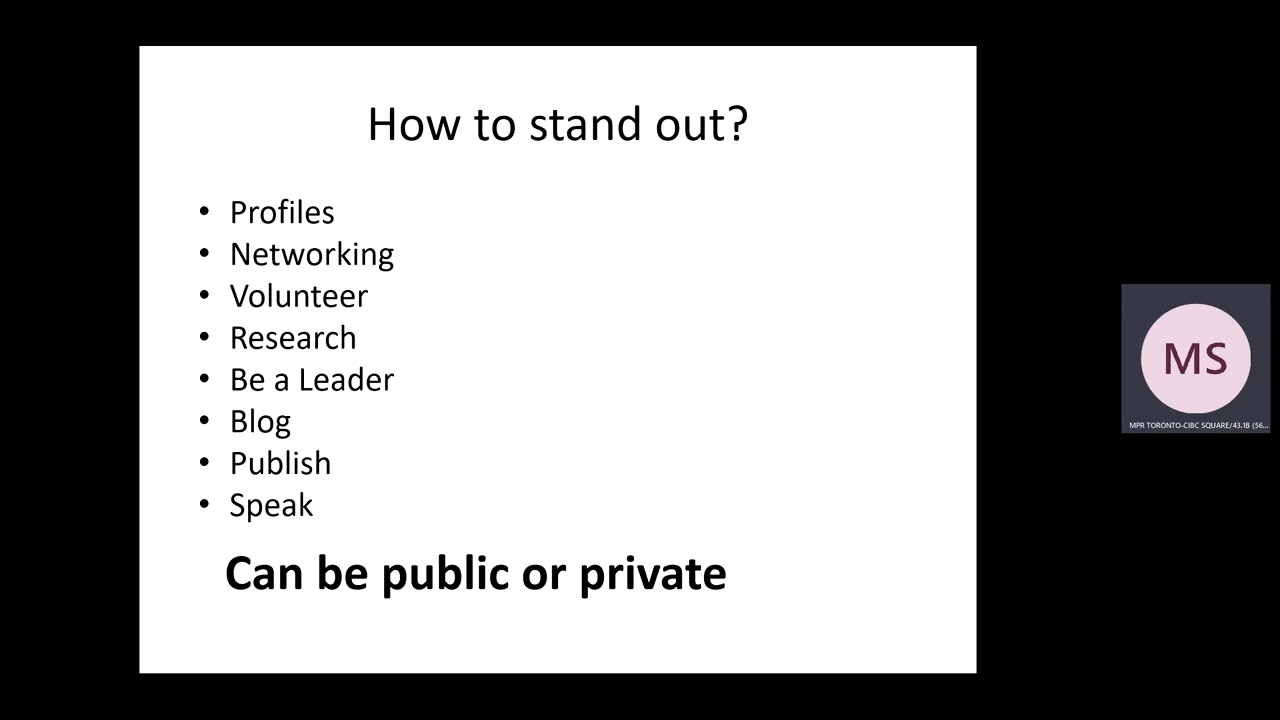 How to stand out?
• Profiles
• Networking
• Volunteer
• Research
• Be a Leader
• Blog
• Publish
• Speak
Can be public or private
MS
MPR TORONTO-CIBC SQUARE/43.1B (56...